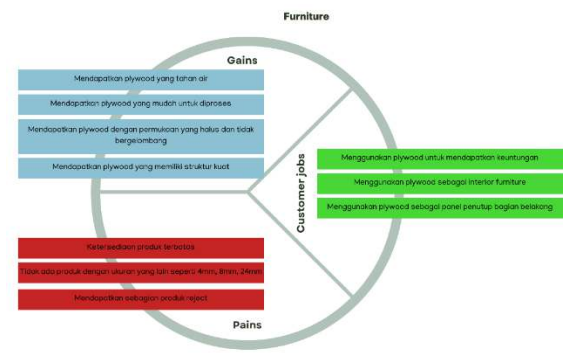 Furniture
Gains
Mendapatkan plywood yang tahan air
Mendapatkan plywood yang mudah untuk diproses
Mendapatkan plywood dengan permukaan yang halus dan tidak
bergelombang
Mendapatkan plywood yang memiliki struktur kuat
Customer jobs
Menggunakan plywood untuk mendapatkan keuntungan
Menggunakan plywood sebagai interior furniture
Menggunakan plywood sebagai panel penutup bagian belakang
Ketersediaan produk terbatas
Tidak ada produk dengan ukuran yang lain seperti 4mm, 8mm, 24mm
Mendapatkan sebagian produk reject
Pains